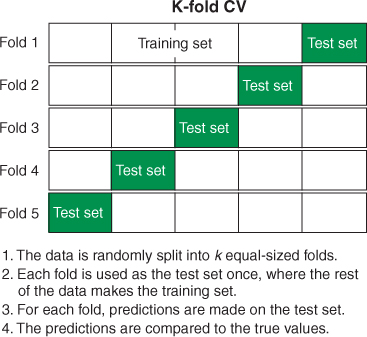 K-fold CV
Fold 1
Training set
Test set
Fold 2
Test set
Fold 3
Test set
Fold 4
Test set
Fold 5
Test set
1. The data is randomly split into k equal-sized folds.
2. Each fold is used as the test set once, where the rest
of the data makes the training set.
3. For each fold, predictions are made on the test set.
4. The predictions are compared to the true values.